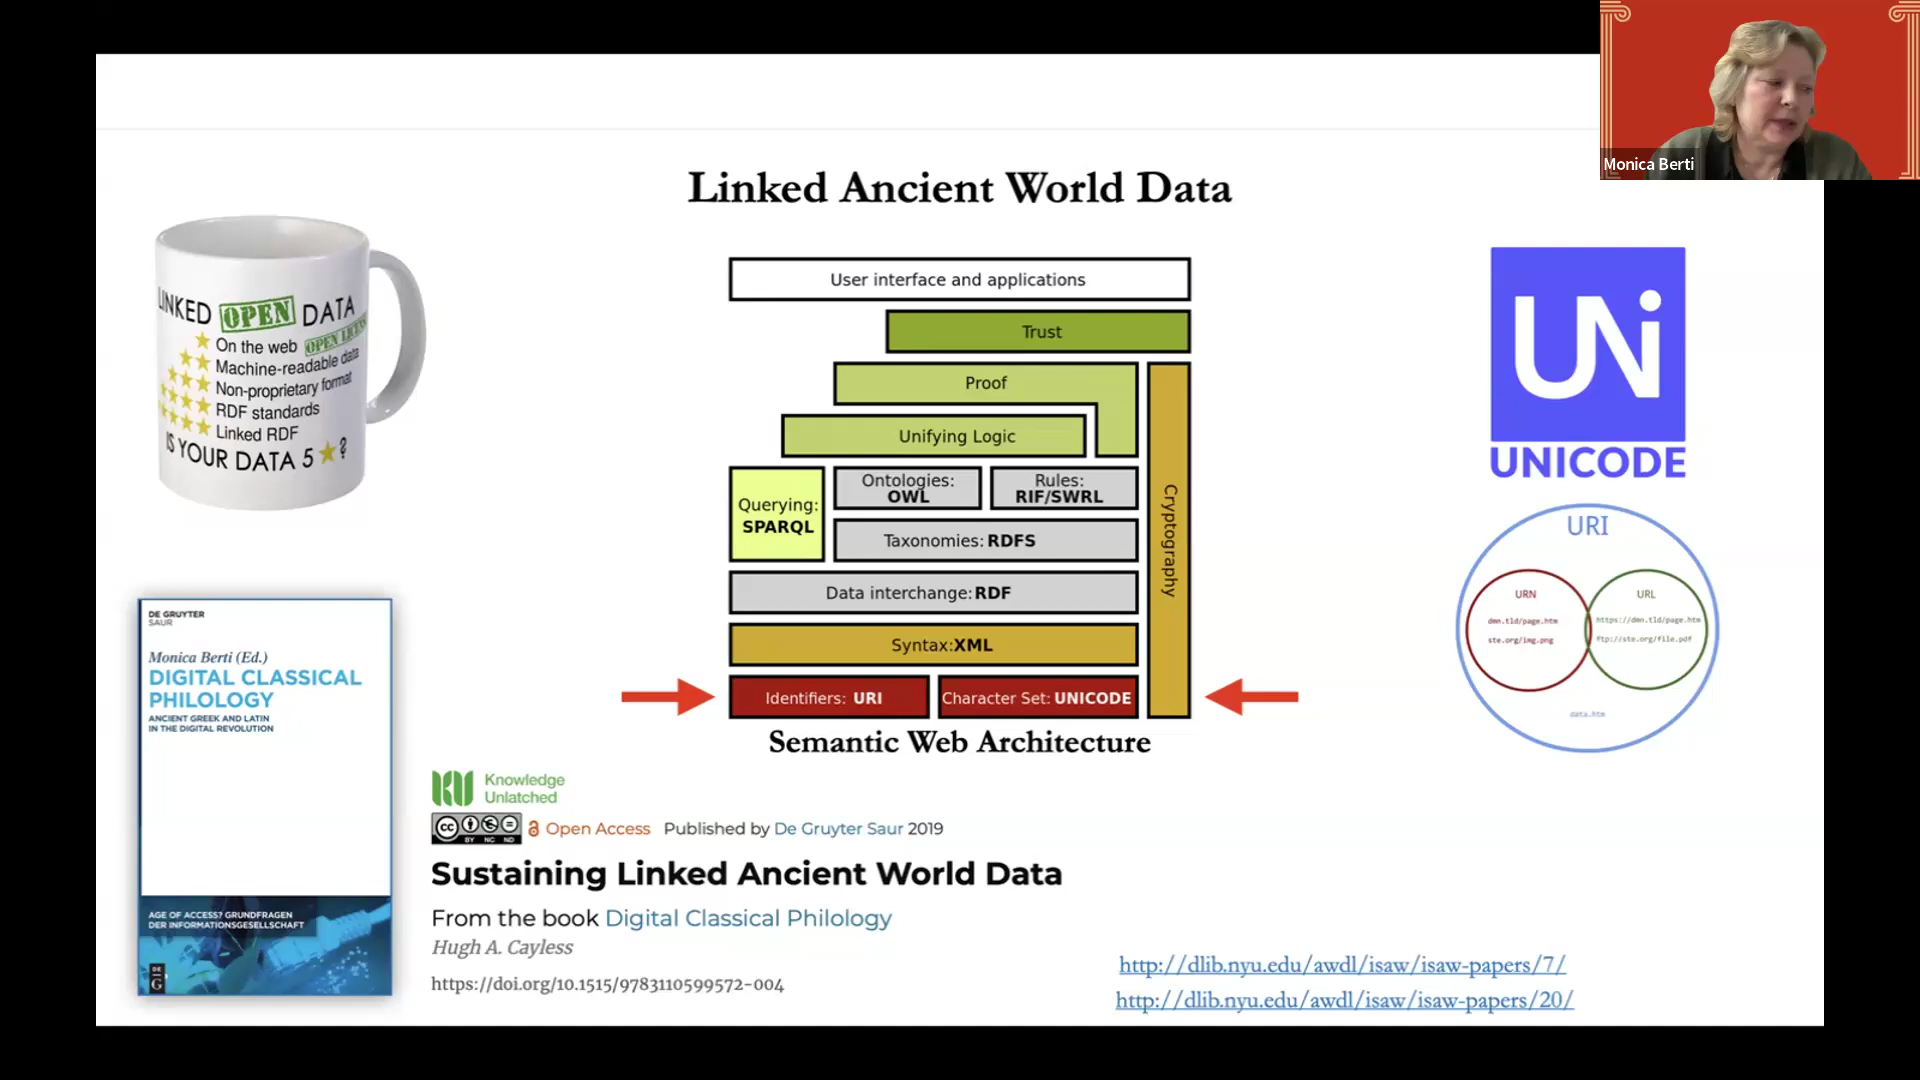 Monica Berti
Linked Ancient World Data
LINKED OPEN DATA
On the web OPEN LICENSE
Machine-readable data
Non-proprietary format
RDF standards
Linked RDF
IS YOUR DATA 5 ?
User interface and applications
Trust
Proof
Unifying Logic
Querying:
SPARQL
Ontologies:
OWL
Rules:
RIF/SWRL
Taxonomies: RDFS
Data interchange: RDF
Syntax:XML
Identifiers: URI
Character Set: UNICODE
Cryptography
Semantic Web Architecture
UNi
UNICODE
URI
URN
dmn.tld/page.htm
ste.org/img.png
URL
https://dmn.tld/page.htm
ftp://ste.org/file.pdf
data.htm
DE GRUYTER
SAUR
Monica Berti (Ed.)
DIGITAL CLASSICAL
PHILOLOGY
ANCIENT GREEK AND LATIN
IN THE DIGITAL REVOLUTION
AGE OF ACCESS? GRUNDFRAGEN
DER INFORMATIONSGESELLSCHAFT
DE
G
KU Knowledge
Unlatched
cc BY NC ND
Open Access Published by De Gruyter Saur 2019
Sustaining Linked Ancient World Data
From the book Digital Classical Philology
Hugh A. Cayless
https://doi.org/10.1515/9783110599572-004
http://dlib.nyu.edu/awdl/isaw/isaw-papers/7/
http://dlib.nyu.edu/awdl/isaw/isaw-papers/20/